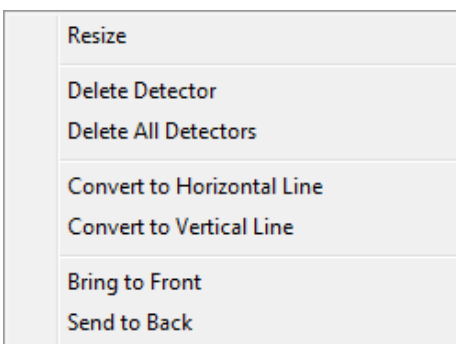 Resize
Delete Detector
Delete All Detectors
Convert to Horizontal Line
Convert to Vertical Line
Bring to Front
Send to Back